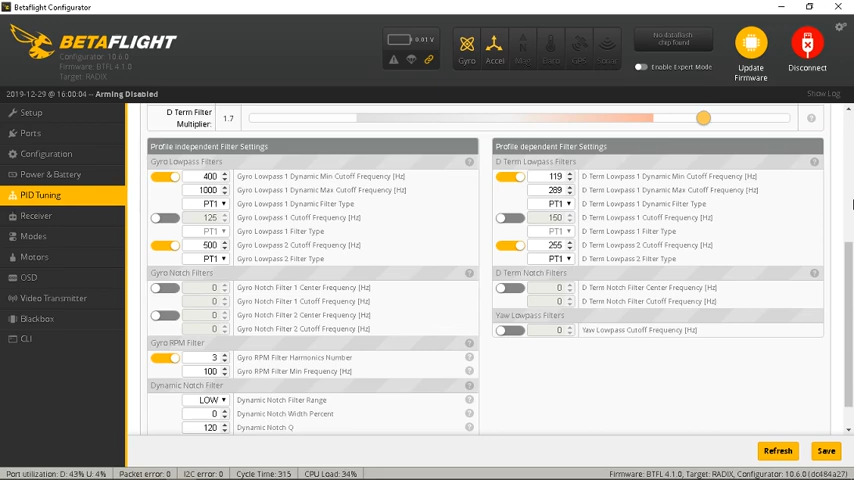 Betaflight Configurator
BETAFLIGHT
Configurator: 10.6.0
Firmware: BTFL 4.1.0
Target: RADIX
0.01 V
Gyro
Accel
Mag
Baro
GPS
Sonar
No dataflash
chip found
Enable Expert Mode
Update
Firmware
Disconnect
2019-12-29 @ 16:00:04 -- Arming Disabled
Show Log
Setup
Ports
Configuration
Power & Battery
PID Tuning
Receiver
Modes
Motors
OSD
Video Transmitter
Blackbox
CLI
D Term Filter
Multiplier:
1.7
Profile independent Filter Settings
Gyro Lowpass Filters
400 Gyro Lowpass 1 Dynamic Min Cutoff Frequency [Hz]
1000 Gyro Lowpass 1 Dynamic Max Cutoff Frequency [Hz]
PT1 Gyro Lowpass 1 Dynamic Filter Type
125 Gyro Lowpass 1 Cutoff Frequency [Hz]
PT1 Gyro Lowpass 1 Filter Type
500 Gyro Lowpass 2 Cutoff Frequency [Hz]
PT1 Gyro Lowpass 2 Filter Type
Gyro Notch Filters
0 Gyro Notch Filter 1 Center Frequency [Hz]
0 Gyro Notch Filter 1 Cutoff Frequency [Hz]
0 Gyro Notch Filter 2 Center Frequency [Hz]
0 Gyro Notch Filter 2 Cutoff Frequency [Hz]
Gyro RPM Filter
3 Gyro RPM Filter Harmonics Number
100 Gyro RPM Filter Min Frequency [Hz]
Dynamic Notch Filter
LOW Dynamic Notch Filter Range
0 Dynamic Notch Width Percent
120 Dynamic Notch Q
Profile dependent Filter Settings
D Term Lowpass Filters
119 D Term Lowpass 1 Dynamic Min Cutoff Frequency [Hz]
289 D Term Lowpass 1 Dynamic Max Cutoff Frequency [Hz]
PT1 D Term Lowpass 1 Dynamic Filter Type
150 D Term Lowpass 1 Cutoff Frequency [Hz]
PT1 D Term Lowpass 1 Filter Type
255 D Term Lowpass 2 Cutoff Frequency [Hz]
PT1 D Term Lowpass 2 Filter Type
D Term Notch Filters
0 D Term Notch Filter Center Frequency [Hz]
0 D Term Notch Filter Cutoff Frequency [Hz]
Yaw Lowpass Filters
0 Yaw Lowpass Cutoff Frequency [Hz]
Refresh
Save
Port utilization: D: 43% U: 4%
Packet error: 0
I2C error: 0
Cycle Time: 315
CPU Load: 34%
Firmware: BTFL 4.1.0, Target: RADIX, Configurator: 10.6.0 (dc484a27)